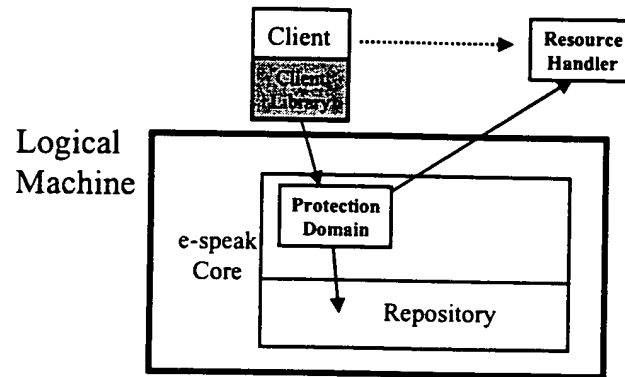 Client
Client
Library
Resource
Handler
Logical
Machine
Protection
Domain
e-speak
Core
Repository